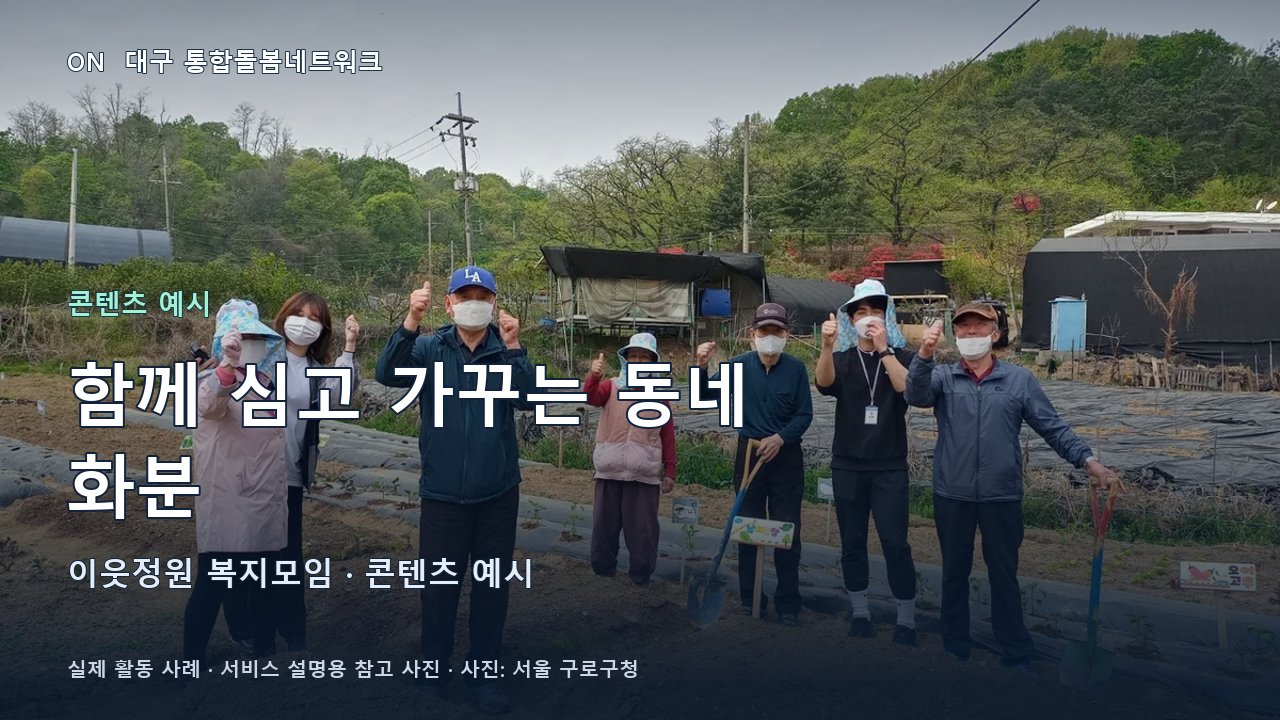 ON 대구 통합돌봄네트워크
콘텐츠 예시
함께 심고 가꾸는 동네
화분
이웃정원 복지모임 · 콘텐츠 예시
실제 활동 사례 · 서비스 설명용 참고 사진 · 사진: 서울 구로구청
LA